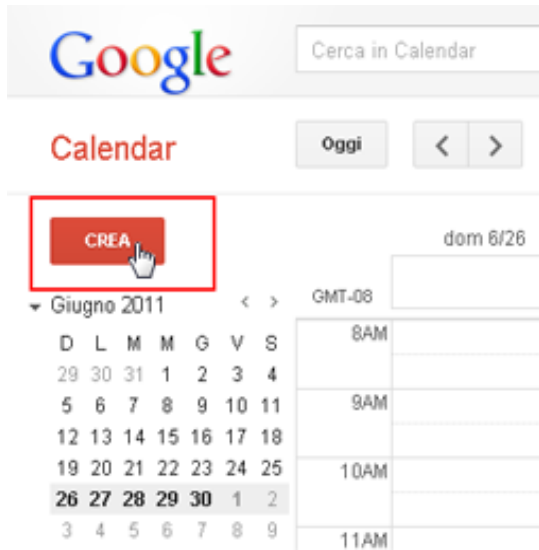 Google
Cerca in Calendar
Calendar
Oggi
< >
CREA
dom 6/26
Giugno 2011 < >
GMT-08
D L M M G V S
29 30 31 1 2 3 4
5 6 7 8 9 10 11
12 13 14 15 16 17 18
19 20 21 22 23 24 25
26 27 28 29 30 1 2
3 4 5 6 7 8 9
8AM
9AM
10AM
11AM